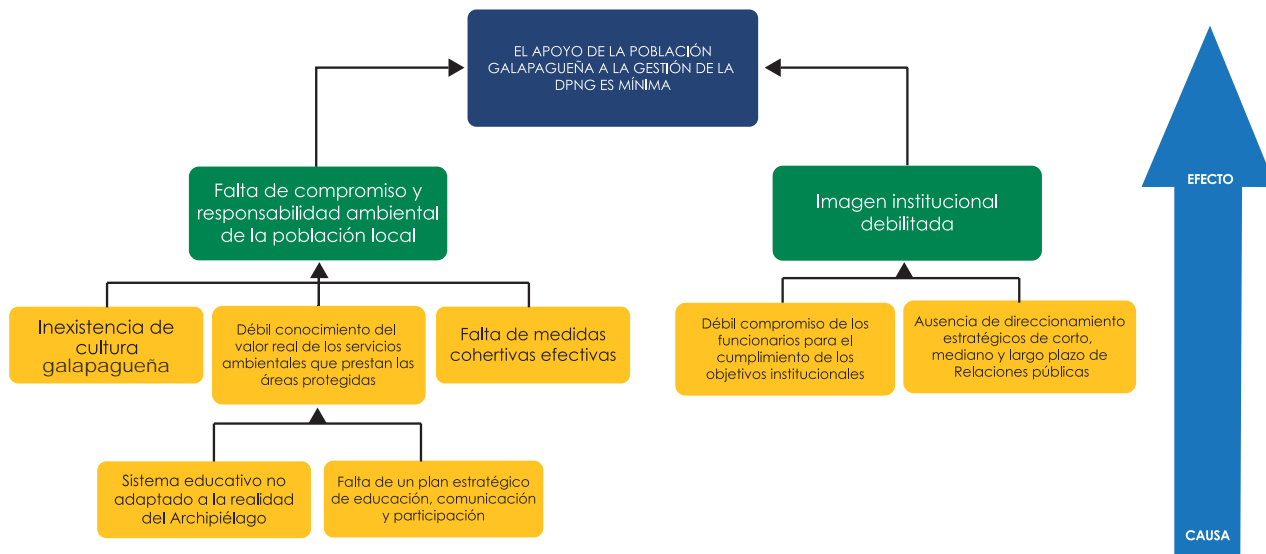 EL APOYO DE LA POBLACIÓN
GALAPAGUEÑA A LA GESTIÓN DE LA
DPNG ES MÍNIMA
EFECTO
Falta de compromiso y
responsabilidad ambiental
de la población local
Imagen institucional
debilitada
Inexistencia de
cultura
galapagueña
Débil conocimiento del
valor real de los servicios
ambientales que prestan las
áreas protegidas
Falta de medidas
cohertivas efectivas
Débil compromiso de los
funcionarios para el
cumplimiento de los
objetivos institucionales
Ausencia de direccionamiento
estratégicos de corto,
mediano y largo plazo de
Relaciones públicas
Sistema educativo no
adaptado a la realidad
del Archipiélago
Falta de un plan estratégico
de educación, comunicación
y participación
CAUSA